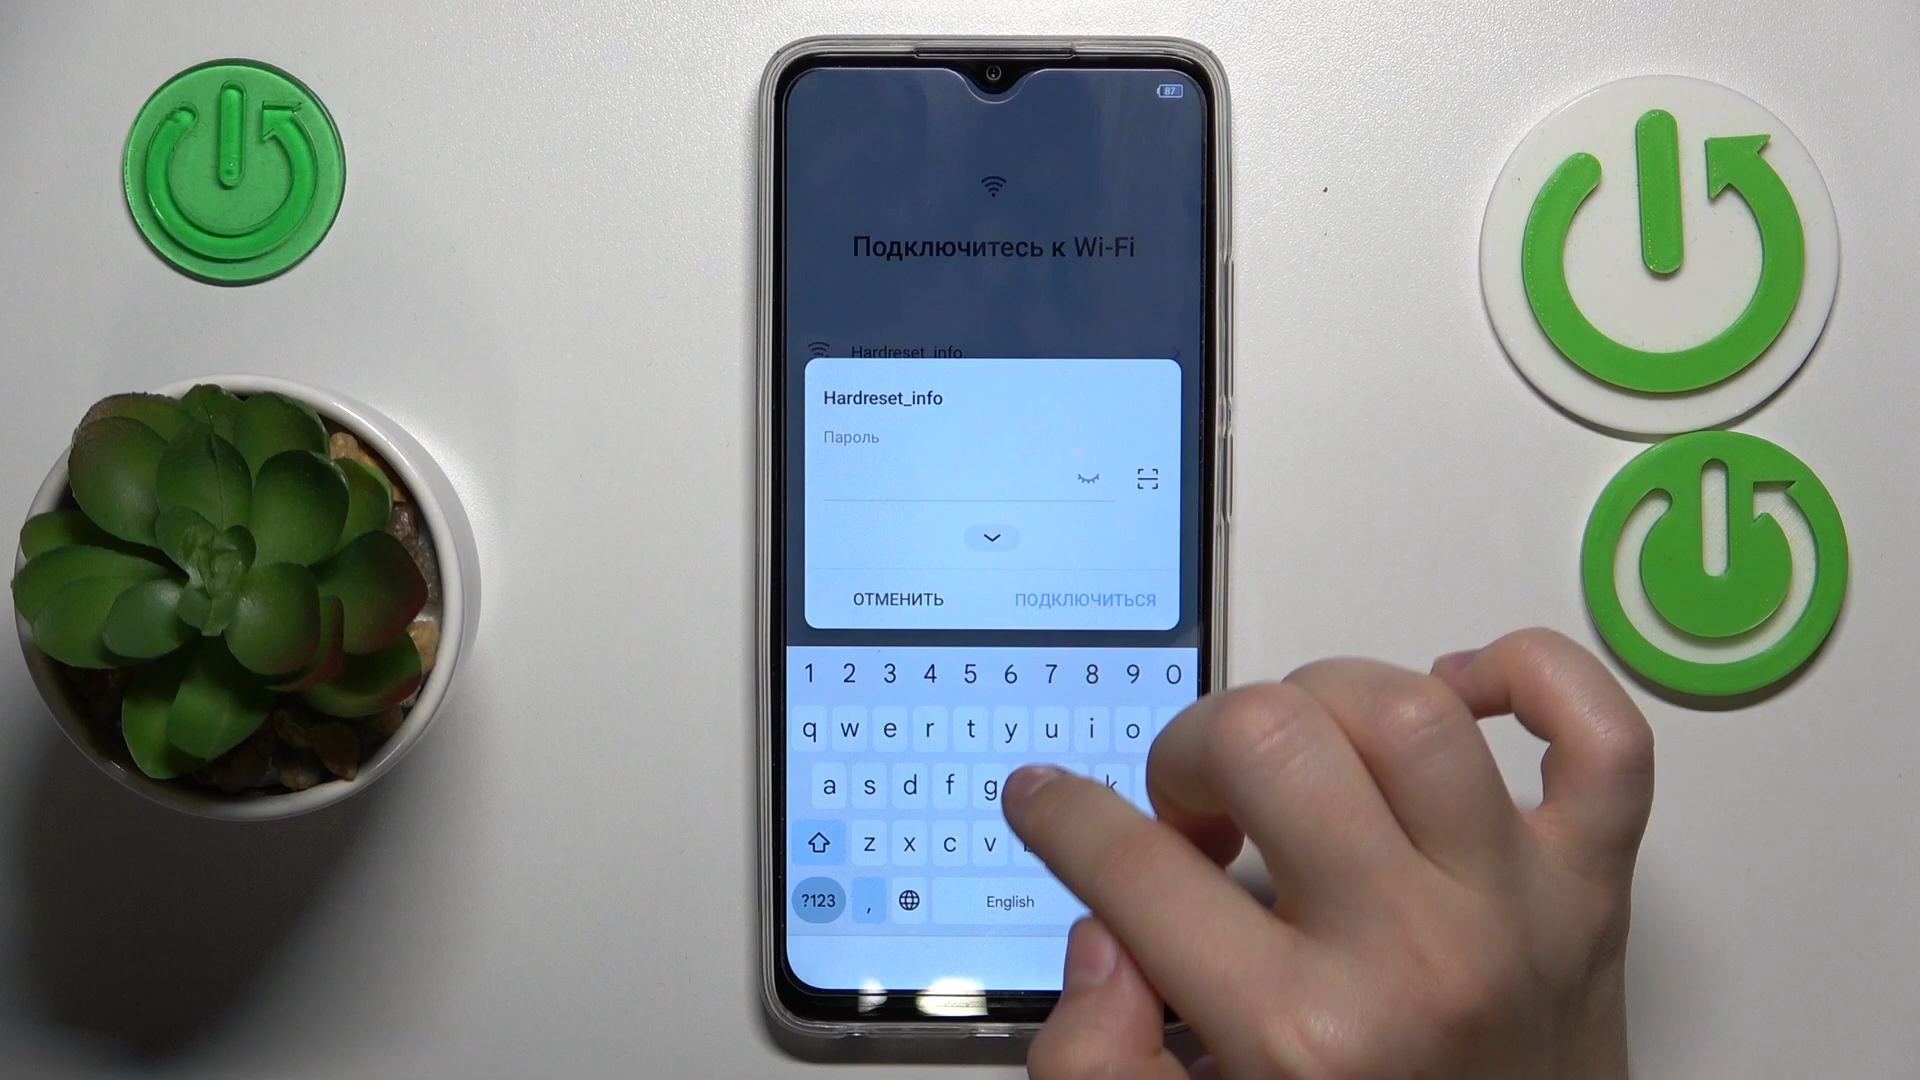 87
Подключитесь к Wi-Fi
Hardreset_info
Hardreset_info
Пароль
ОТМЕНИТЬ ПОДКЛЮЧИТЬСЯ
1 2 3 4 5 6 7 8 9 0
q w e r t y u i o
a s d f g k
z x c v b
?123 , English